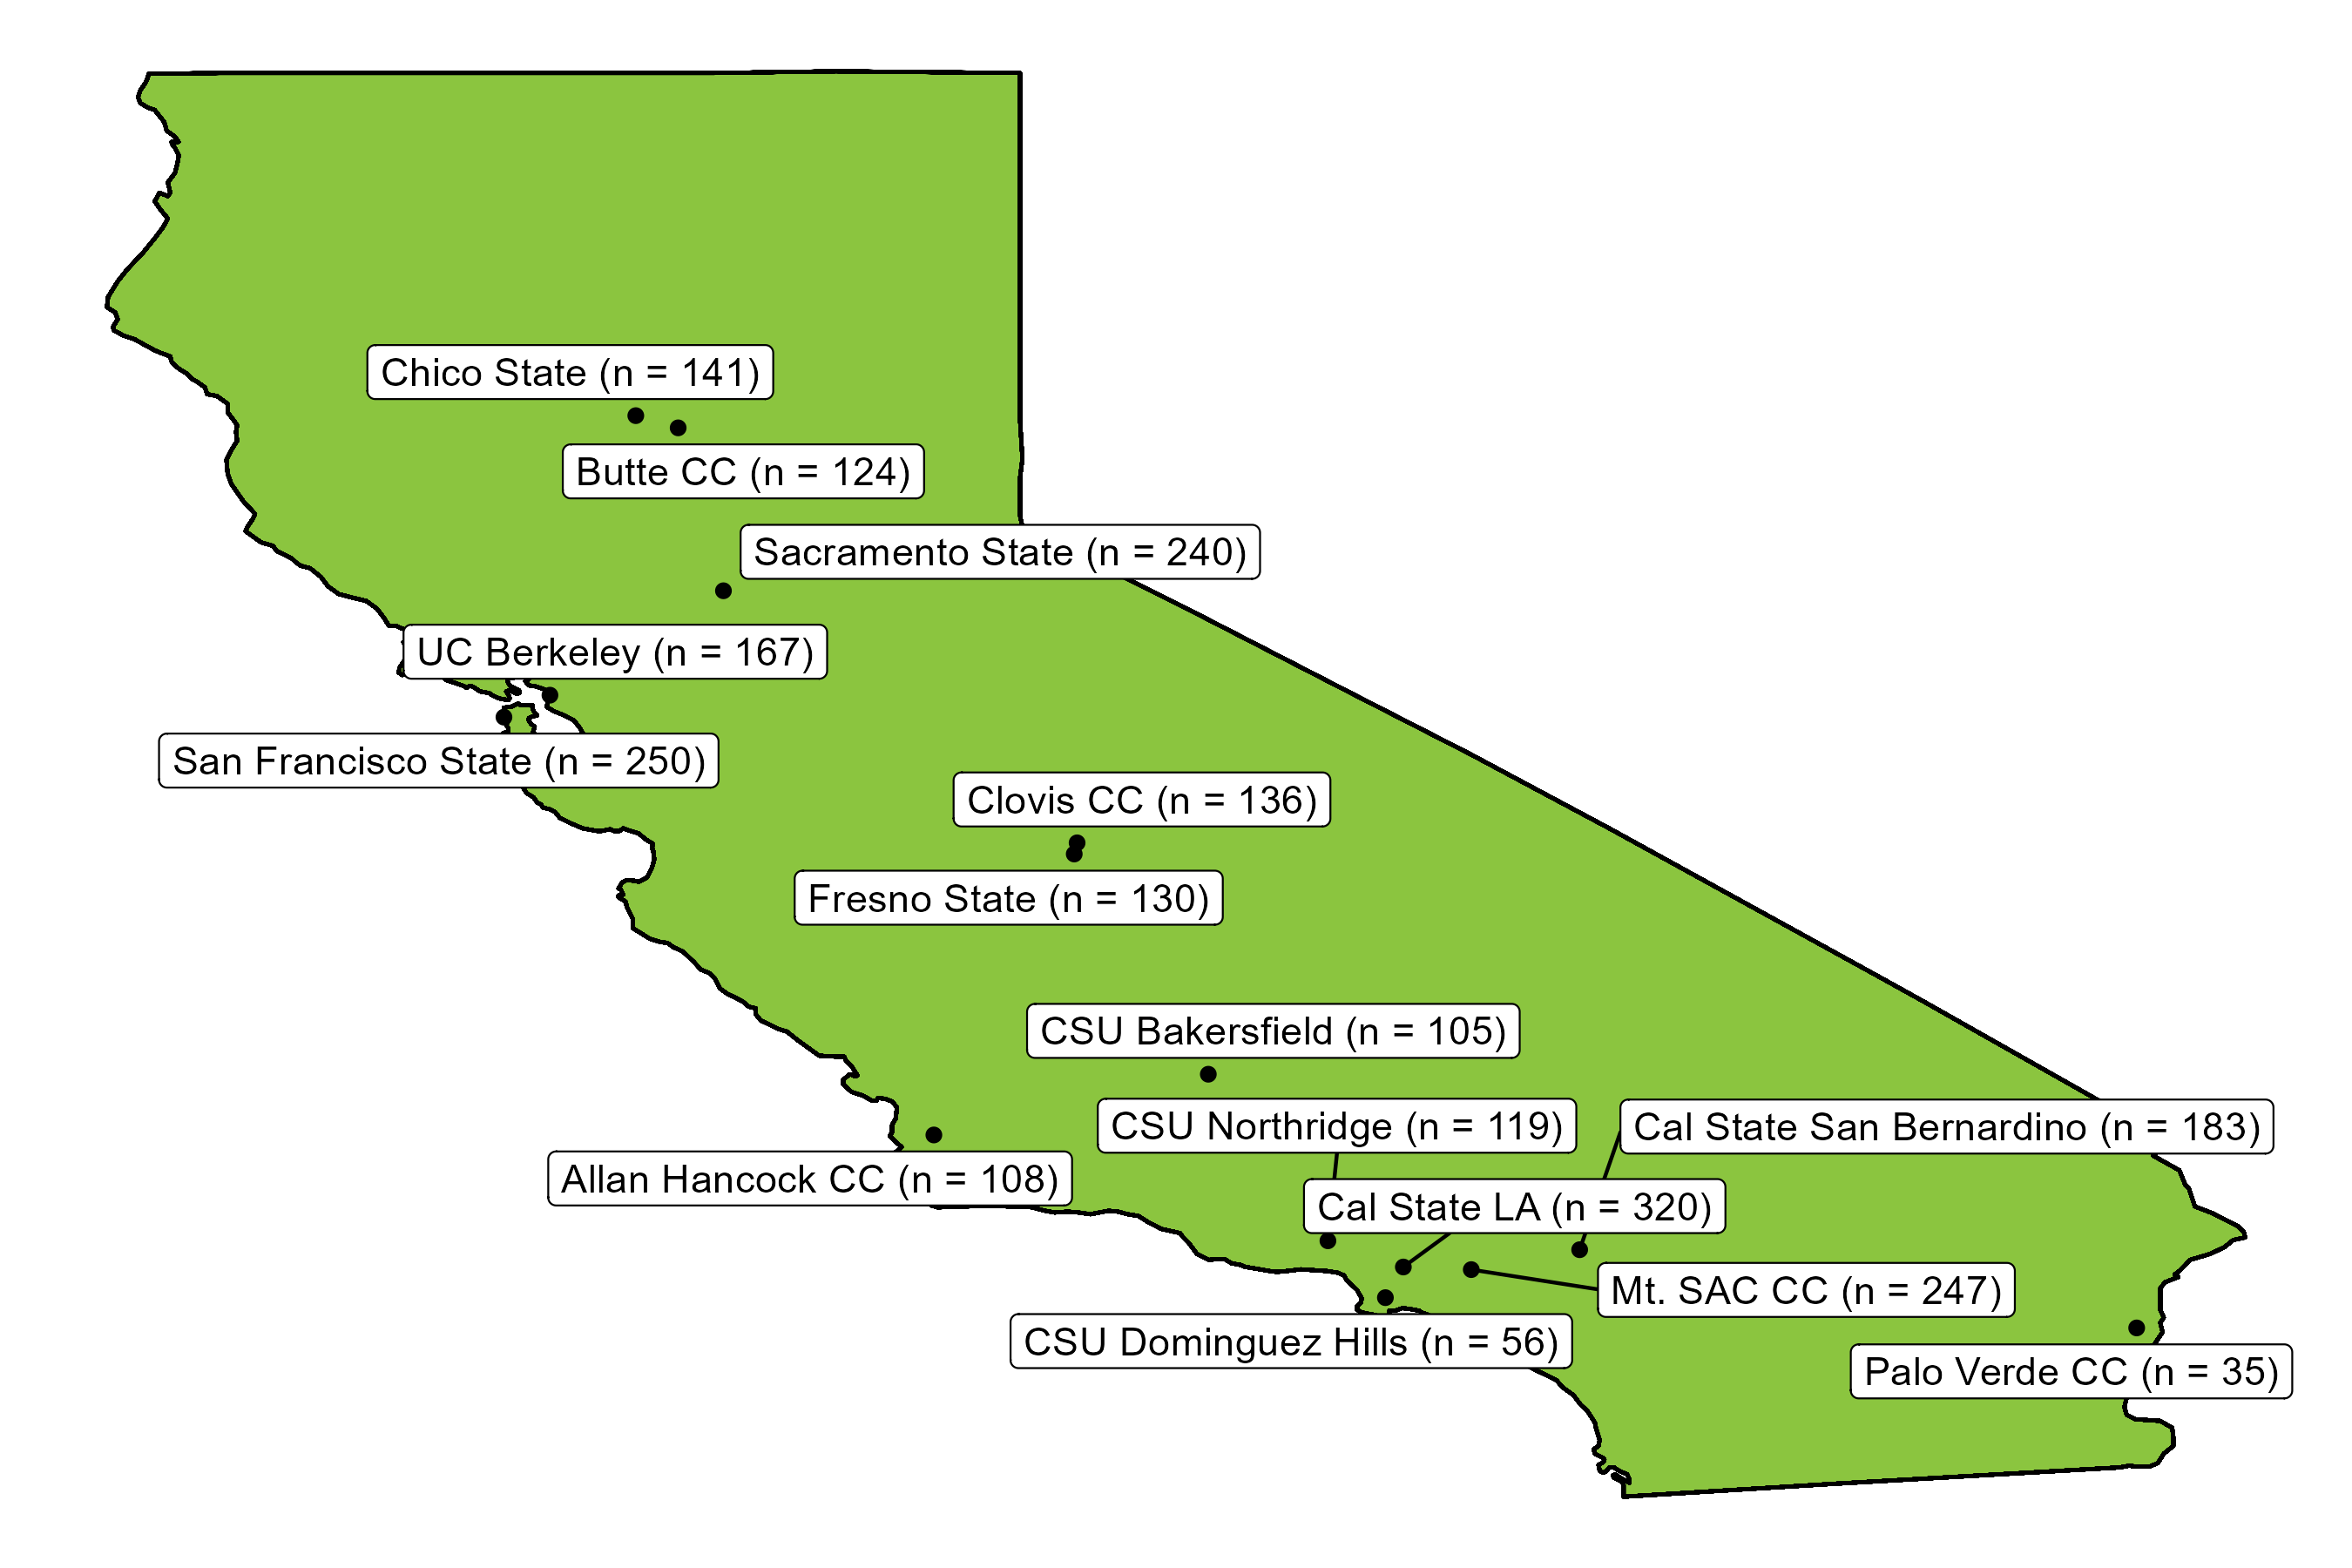 Chico State (n = 141)
Butte CC (n = 124)
Sacramento State (n = 240)
UC Berkeley (n = 167)
San Francisco State (n = 250)
Clovis CC (n = 136)
Fresno State (n = 130)
CSU Bakersfield (n = 105)
CSU Northridge (n = 119)
Cal State San Bernardino (n = 183)
Allan Hancock CC (n = 108)
Cal State LA (n = 320)
Mt. SAC CC (n = 247)
CSU Dominguez Hills (n = 56)
Palo Verde CC (n = 35)